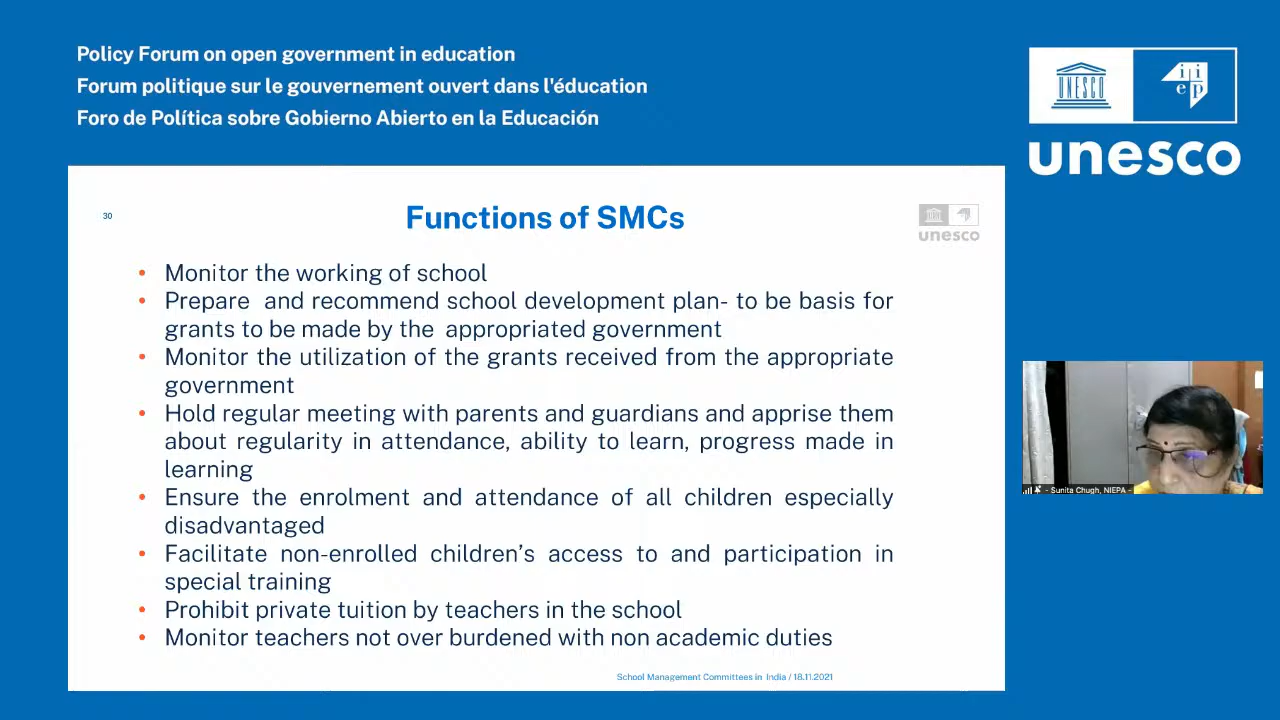 Policy Forum on open government in education
Forum politique sur le gouvernement ouvert dans l'éducation
Foro de Política sobre Gobierno Abierto en la Educación
UNESCO
i i
e p
unesco
30
Functions of SMCs
unesco
• Monitor the working of school
• Prepare and recommend school development plan- to be basis for
grants to be made by the appropriated government
• Monitor the utilization of the grants received from the appropriate
government
• Hold regular meeting with parents and guardians and apprise them
about regularity in attendance, ability to learn, progress made in
learning
• Ensure the enrolment and attendance of all children especially
disadvantaged
• Facilitate non-enrolled children's access to and participation in
special training
• Prohibit private tuition by teachers in the school
• Monitor teachers not over burdened with non academic duties
School Management Committees in India / 18.11.2021
- Sunita Chugh, NIEPA -